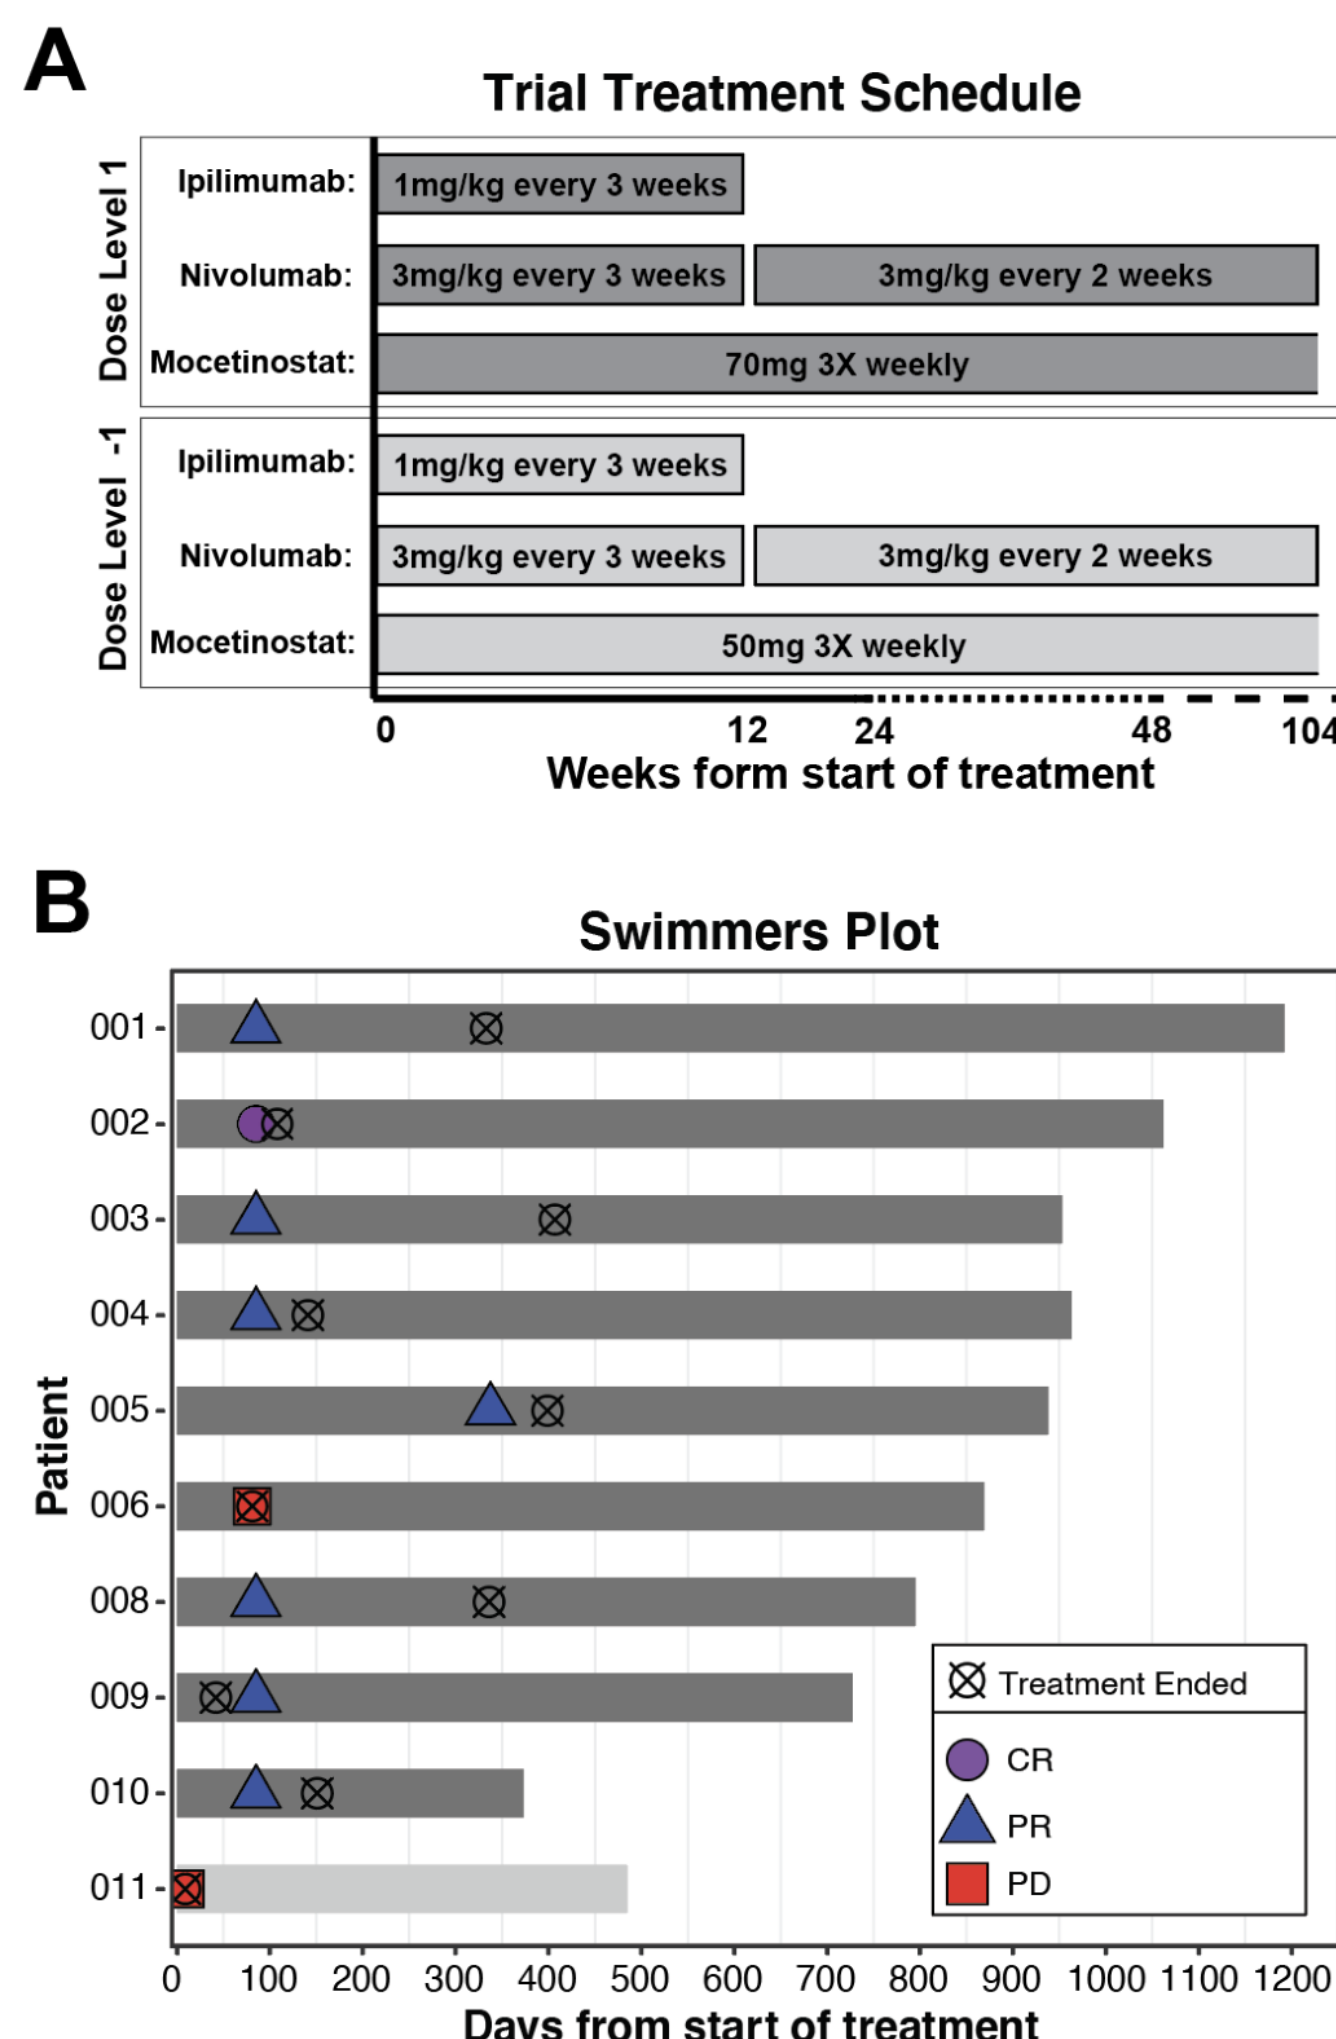 A
Trial Treatment Schedule
Dose Level 1
Ipilimumab: 1mg/kg every 3 weeks
Nivolumab: 3mg/kg every 3 weeks 3mg/kg every 2 weeks
Mocetinostat: 70mg 3X weekly
Dose Level -1
Ipilimumab: 1mg/kg every 3 weeks
Nivolumab: 3mg/kg every 3 weeks 3mg/kg every 2 weeks
Mocetinostat: 50mg 3X weekly
0 12 24 48 104
Weeks form start of treatment
B
Swimmers Plot
Patient
001
002
003
004
005
006
008
009
010
011
Treatment Ended
CR
PR
PD
0 100 200 300 400 500 600 700 800 900 1000 1100 1200
Days from start of treatment